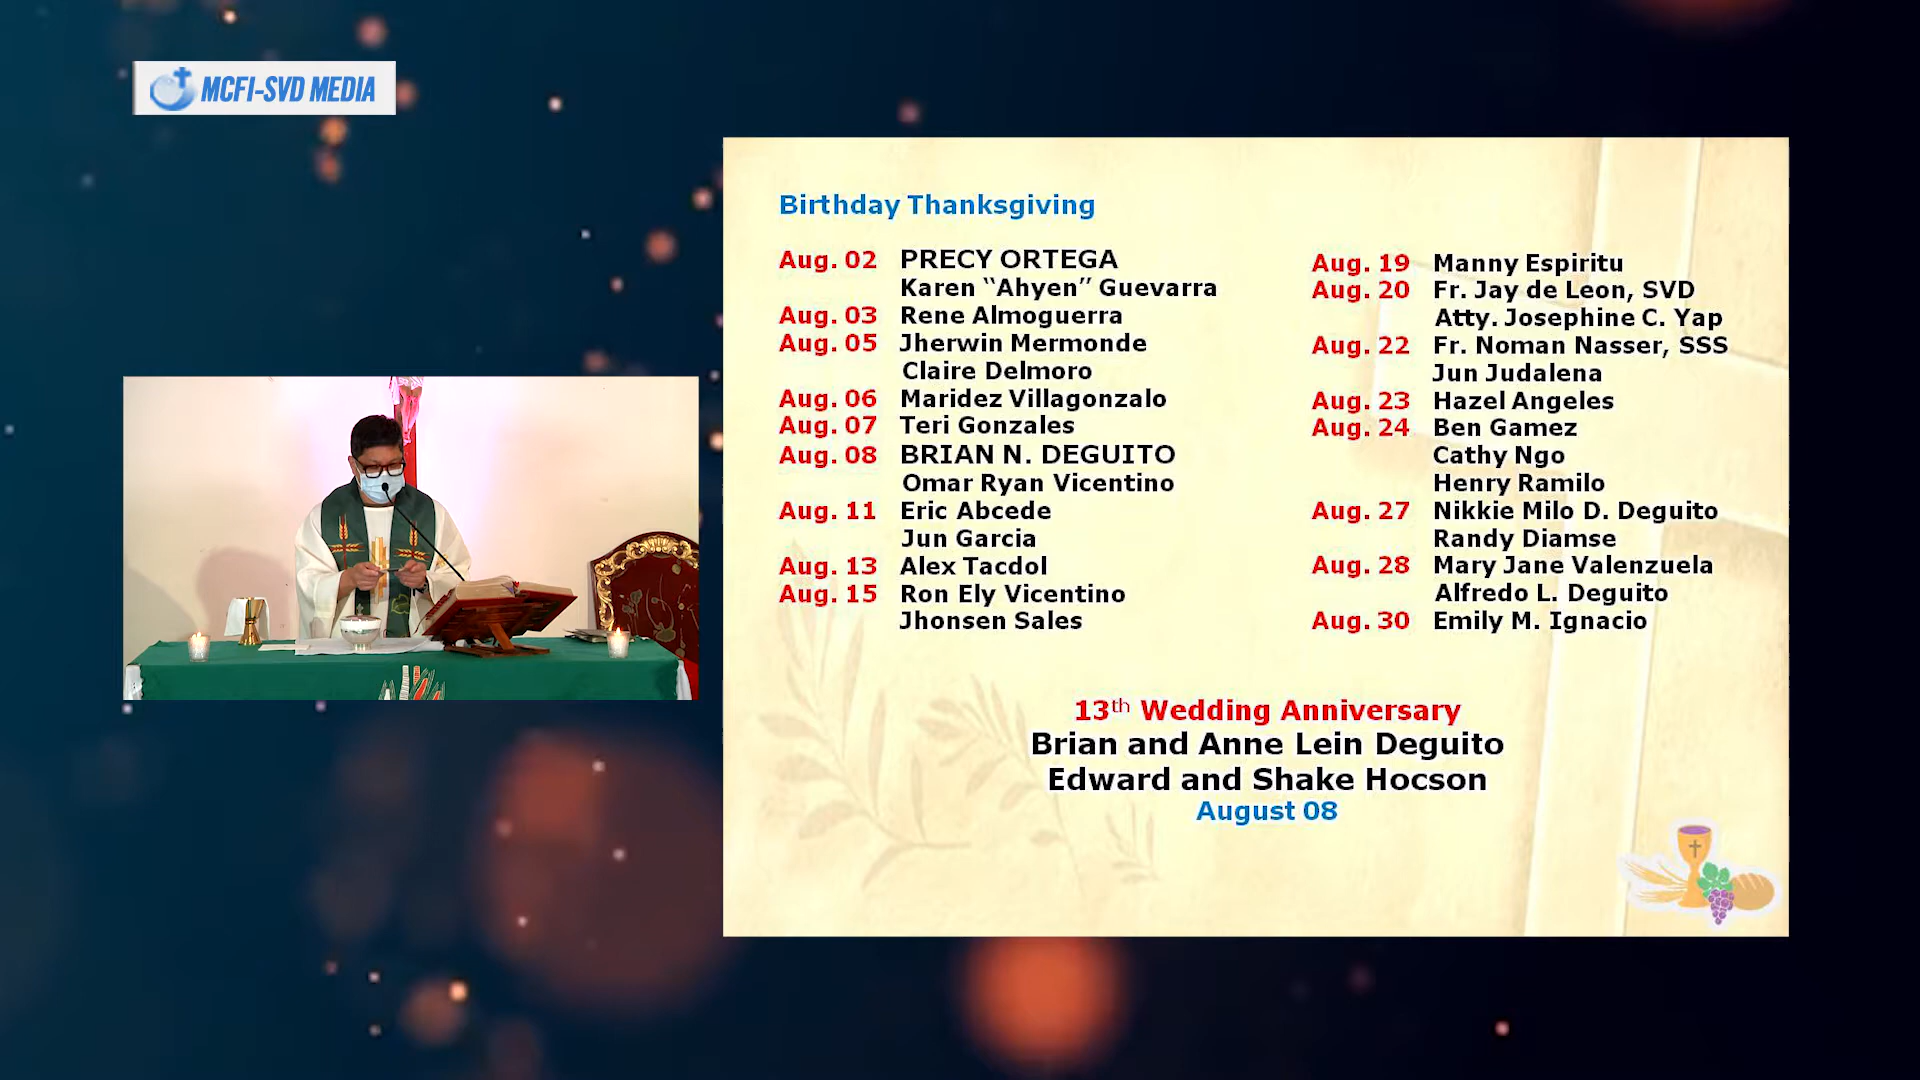 MCFI-SVD MEDIA
Birthday Thanksgiving
Aug. 02 PRECY ORTEGA
Karen “Ahyen” Guevarra
Aug. 03 Rene Almoguerra
Aug. 05 Jherwin Mermonde
Claire Delmoro
Aug. 06 Maridez Villagonzalo
Aug. 07 Teri Gonzales
Aug. 08 BRIAN N. DEGUITO
Omar Ryan Vicentino
Aug. 11 Eric Abcede
Jun Garcia
Aug. 13 Alex Tacdol
Aug. 15 Ron Ely Vicentino
Jhonsen Sales
Aug. 19 Manny Espiritu
Aug. 20 Fr. Jay de Leon, SVD
Atty. Josephine C. Yap
Aug. 22 Fr. Noman Nasser, SSS
Jun Judalena
Aug. 23 Hazel Angeles
Aug. 24 Ben Gamez
Cathy Ngo
Henry Ramilo
Aug. 27 Nikkie Milo D. Deguito
Randy Diamse
Aug. 28 Mary Jane Valenzuela
Alfredo L. Deguito
Aug. 30 Emily M. Ignacio
13th Wedding Anniversary
Brian and Anne Lein Deguito
Edward and Shake Hocson
August 08